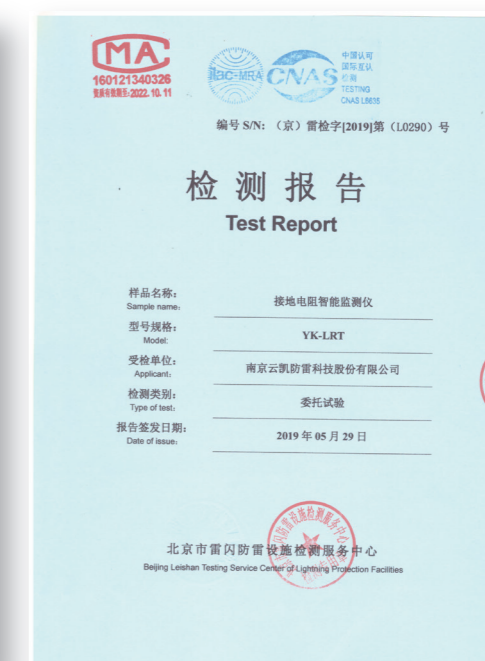 MA
160121340326
资质有效期至:2022.10.11
ilac-MRA
CNAS
中国认可
国际互认
检测
TESTING
CNAS L6635
编号 S/N: （京）雷检字[2019]第（L0290）号
检测报告
Test Report
样品名称:
Sample name:
接地电阻智能监测仪
型号规格:
Model:
YK-LRT
受检单位:
Applicant:
南京云凯防雷科技股份有限公司
检测类别:
Type of test:
委托试验
报告签发日期:
Date of issue:
2019 年 05 月 29 日
北京市雷闪防雷设施检测服务中心
Beijing Leishan Testing Service Center of Lightning Protection Facilities